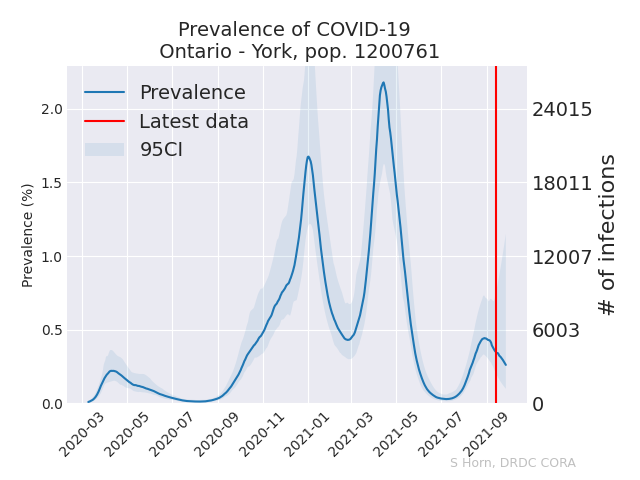 Prevalence of COVID-19
Ontario - York, pop. 1200761
Prevalence
Latest data
95CI
Prevalence (%)
2.0
1.5
1.0
0.5
0.0
24015
18011
12007
6003
0
# of infections
2020-03
2020-05
2020-07
2020-09
2020-11
2021-01
2021-03
2021-05
2021-07
2021-09
S Horn, DRDC CORA